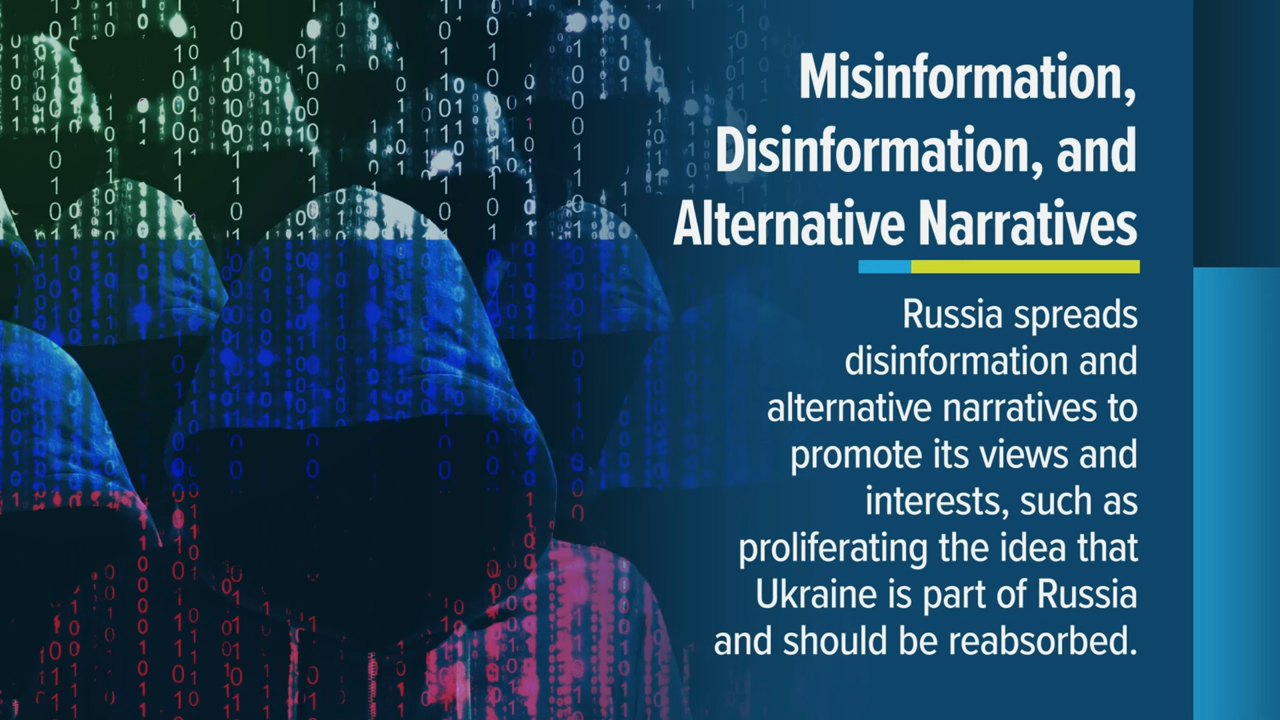 Misinformation,
Disinformation, and
Alternative Narratives
Russia spreads
disinformation and
alternative narratives to
promote its views and
interests, such as
proliferating the idea that
Ukraine is part of Russia
and should be reabsorbed.